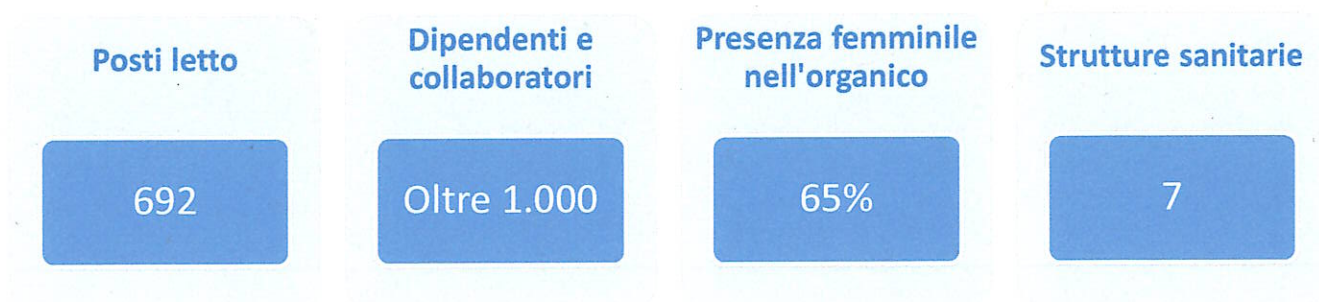 Posti letto
692
Dipendenti e
collaboratori
Oltre 1.000
Presenza femminile
nell'organico
65%
Strutture sanitarie
7